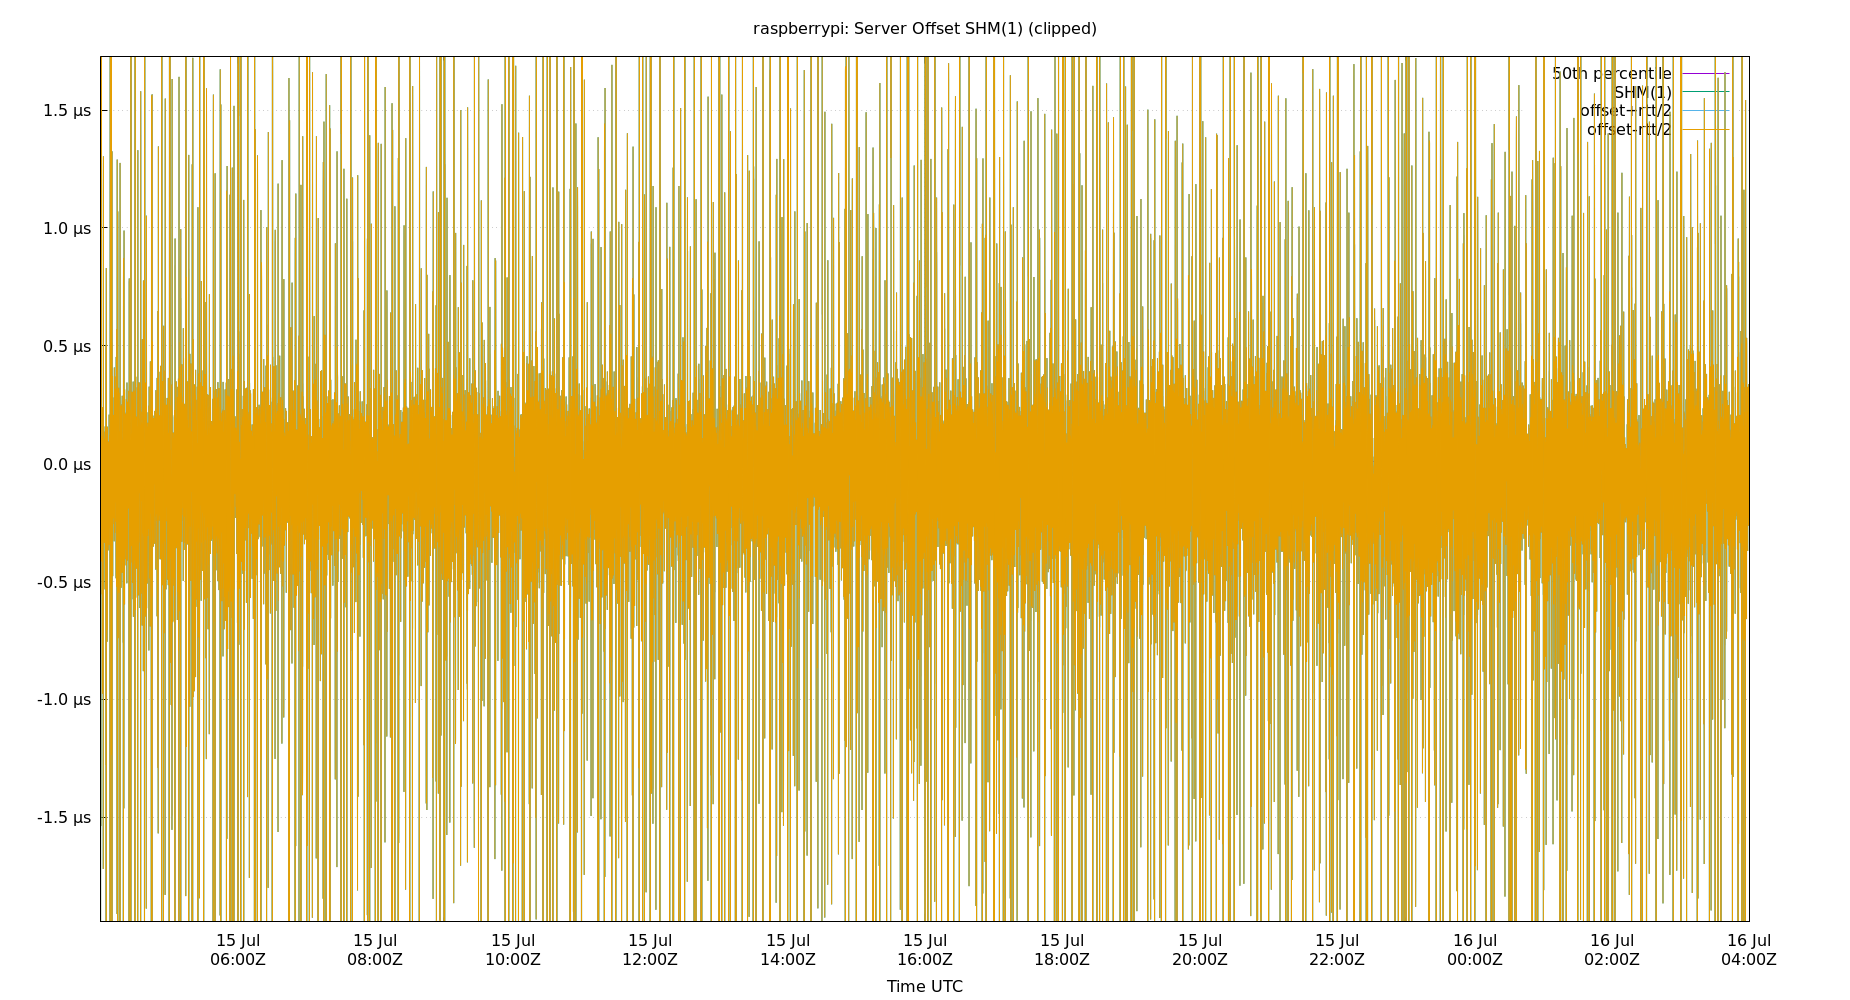 raspberrypi: Server Offset SHM(1) (clipped)
50th percentile
SHM(1)
offset+rtt/2
offset-rtt/2
1.5 µs
1.0 µs
0.5 µs
0.0 µs
-0.5 µs
-1.0 µs
-1.5 µs
15 Jul 15 Jul 15 Jul 15 Jul 15 Jul 15 Jul 15 Jul 15 Jul 15 Jul 16 Jul 16 Jul 16 Jul
06:00Z 08:00Z 10:00Z 12:00Z 14:00Z 16:00Z 18:00Z 20:00Z 22:00Z 00:00Z 02:00Z 04:00Z
Time UTC